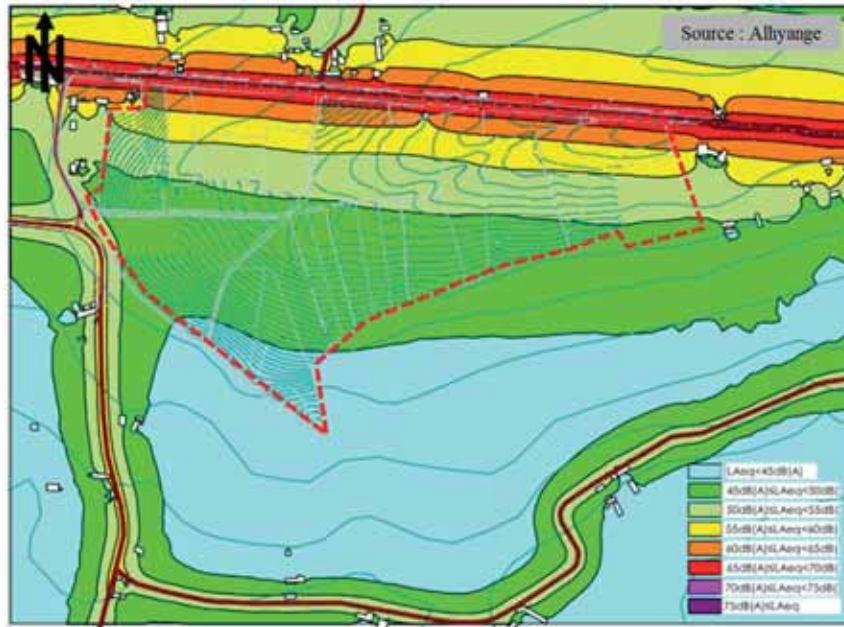 N
Source : Alhyange
LAeq<45dB(A)
45dB(A)≤LAeq<50dB(
50dB(A)≤LAeq<55dB(
55dB(A)≤LAeq<60dB(
60dB(A)≤LAeq<65dB(
65dB(A)≤LAeq<70dB(
70dB(A)≤LAeq<75dB(
75dB(A)≤LAeq